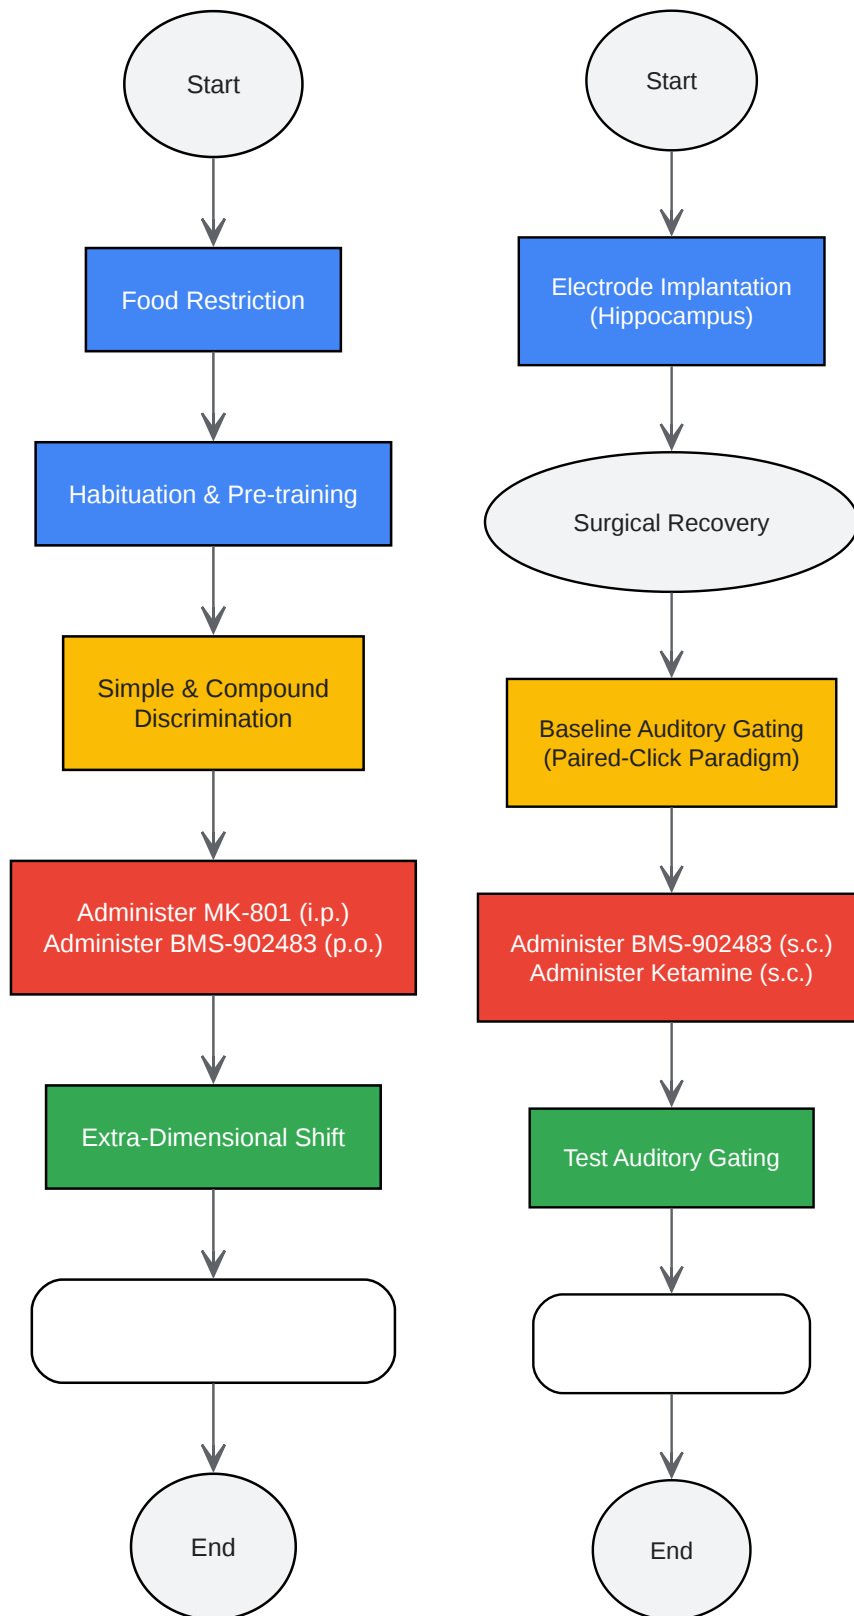 Start
Food Restriction
Habituation & Pre-training
Simple & Compound
Discrimination
Administer MK-801 (i.p.)
Administer BMS-902483 (p.o.)
Extra-Dimensional Shift
End
Start
Electrode Implantation
(Hippocampus)
Surgical Recovery
Baseline Auditory Gating
(Paired-Click Paradigm)
Administer BMS-902483 (s.c.)
Administer Ketamine (s.c.)
Test Auditory Gating
End